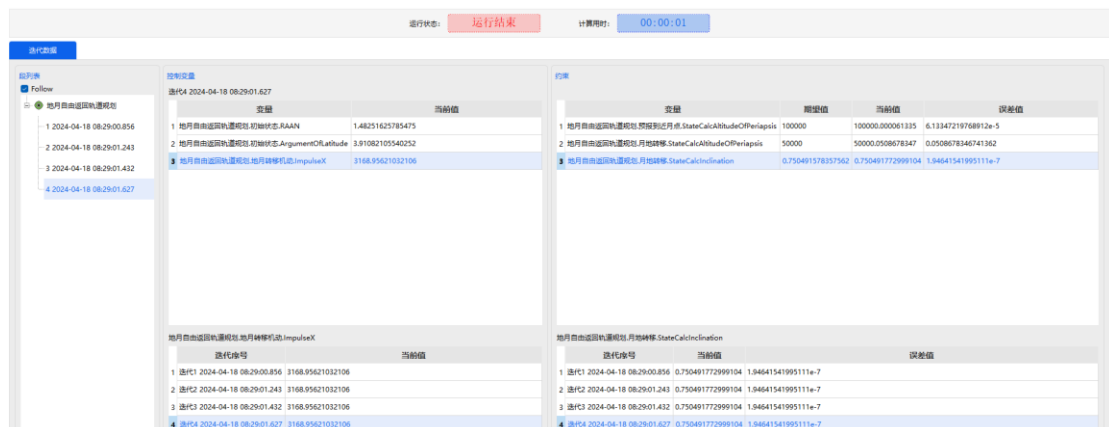 运行状态: 运行结束 计算用时: 00:00:01
迭代数据
段列表
Follow
地月自由返回轨道规划
1 2024-04-18 08:29:00.856
2 2024-04-18 08:29:01.243
3 2024-04-18 08:29:01.432
4 2024-04-18 08:29:01.627
控制变量
迭代4 2024-04-18 08:29:01.627
变量 当前值
1 地月自由返回轨道规划.初始状态.RAAN 1.48251625785475
2 地月自由返回轨道规划.初始状态.ArgumentOfLatitude 3.91082105540252
3 地月自由返回轨道规划.地月转移机动.ImpulseX 3168.95621032106
地月自由返回轨道规划.地月转移机动.ImpulseX
迭代序号 当前值
1 迭代1 2024-04-18 08:29:00.856 3168.95621032106
2 迭代2 2024-04-18 08:29:01.243 3168.95621032106
3 迭代3 2024-04-18 08:29:01.432 3168.95621032106
4 迭代4 2024-04-18 08:29:01.627 3168.95621032106
约束
变量 期望值 当前值 误差值
1 地月自由返回轨道规划.预报到近月点.StateCalcAltitudeOfPeriapsis 100000 100000.000061335 6.13347219768912e-5
2 地月自由返回轨道规划.月地转移.StateCalcAltitudeOfPeriapsis 50000 50000.0508678347 0.0508678346741362
3 地月自由返回轨道规划.月地转移.StateCalcInclination 0.750491578357562 0.750491772999104 1.94641541995111e-7
地月自由返回轨道规划.月地转移.StateCalcInclination
迭代序号 当前值 误差值
1 迭代1 2024-04-18 08:29:00.856 0.750491772999104 1.94641541995111e-7
2 迭代2 2024-04-18 08:29:01.243 0.750491772999104 1.94641541995111e-7
3 迭代3 2024-04-18 08:29:01.432 0.750491772999104 1.94641541995111e-7
4 迭代4 2024-04-18 08:29:01.627 0.750491772999104 1.94641541995111e-7